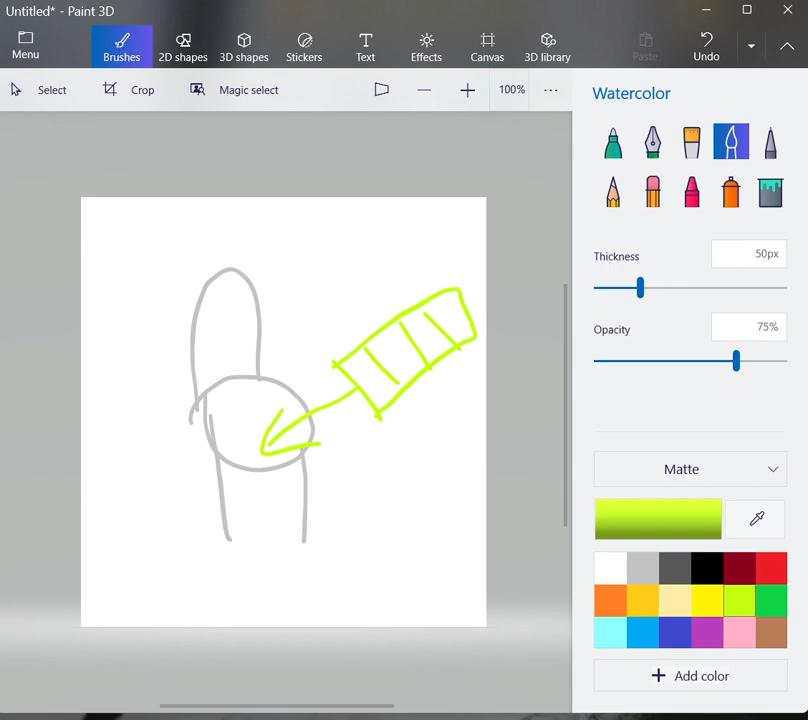 Untitled* - Paint 3D
Menu
Brushes
2D shapes
3D shapes
Stickers
Text
Effects
Canvas
3D library
Paste
Undo
Select
Crop
Magic select
100%
Watercolor
Thickness
50px
Opacity
75%
Matte
Add color